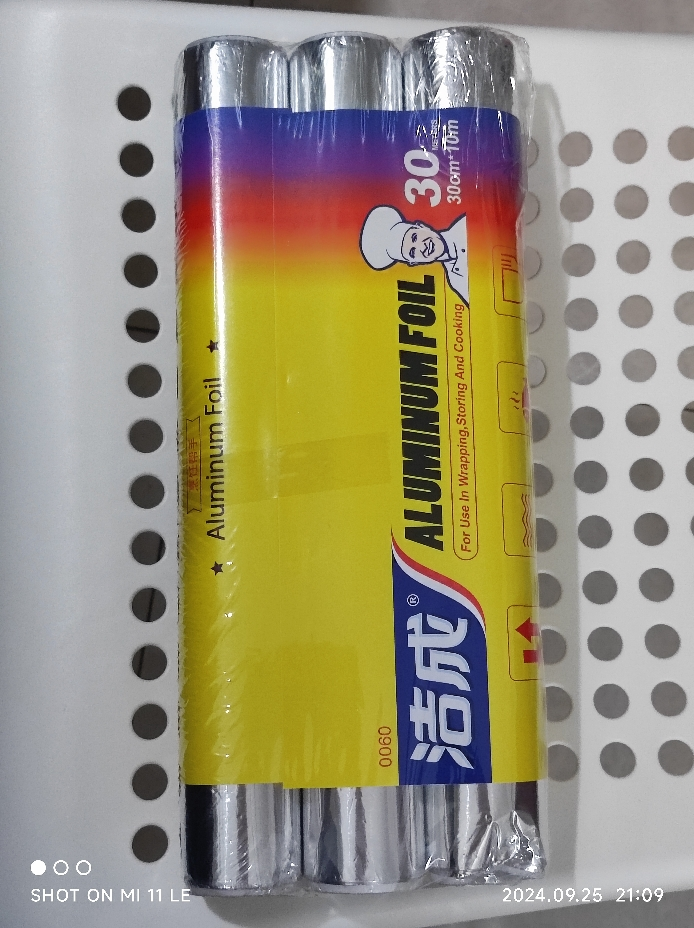 洁成®
ALUMINUM FOIL
For Use In Wrapping,Storing And Cooking
30
30cm*10m
0060
Aluminum Foil
SHOT ON MI 11 LE
2024.09.25 21:09